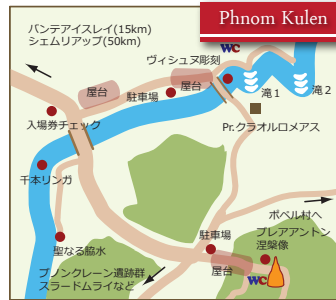 Phnom Kulen
バンテアイスレイ(15km)
シェムリアップ(50km)
ヴィシュヌ彫刻
WC
屋台
駐車場
屋台
滝1
滝2
入場券チェック
Pr.クラオルロメアス
千本リンガ
ポペル村へ
プレアアントン
涅槃像
聖なる脇水
駐車場
プノンクレーン遺跡群
スラードムライなど
屋台
WC